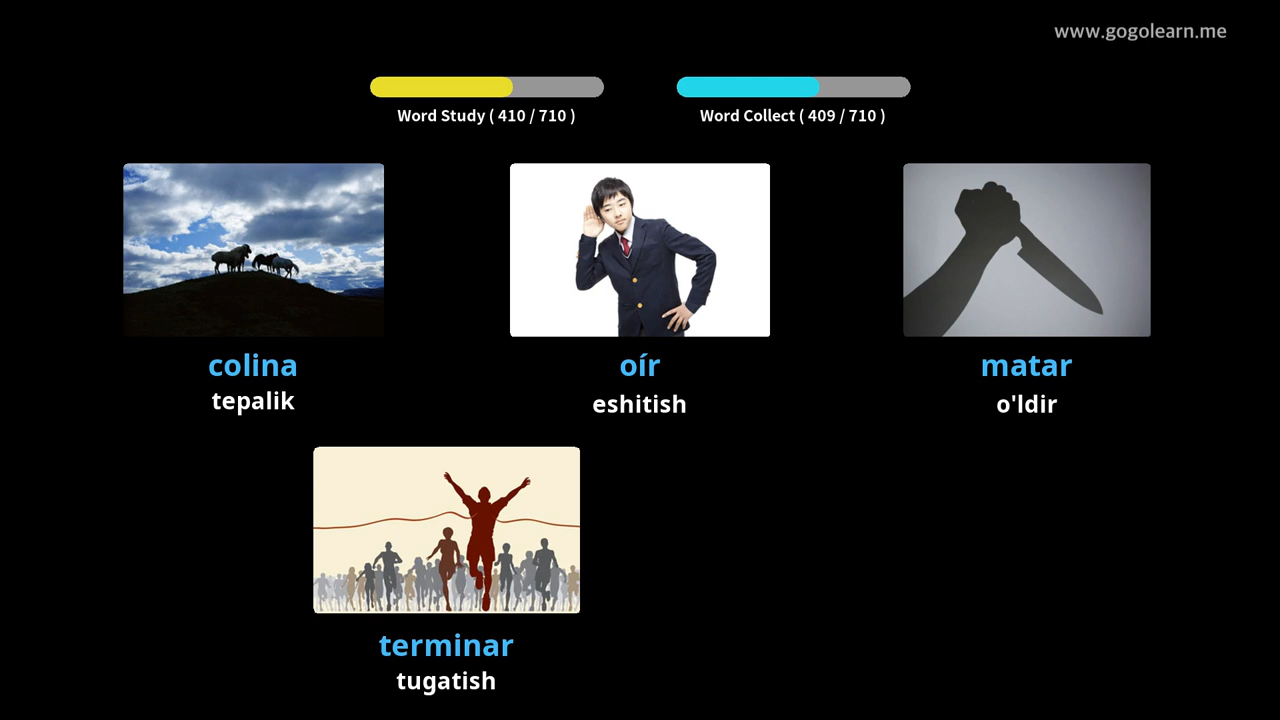 www.gogolearn.me
Word Study ( 410 / 710 )
Word Collect ( 409 / 710 )
colina
tepalik
oír
eshitish
matar
o'ldir
terminar
tugatish